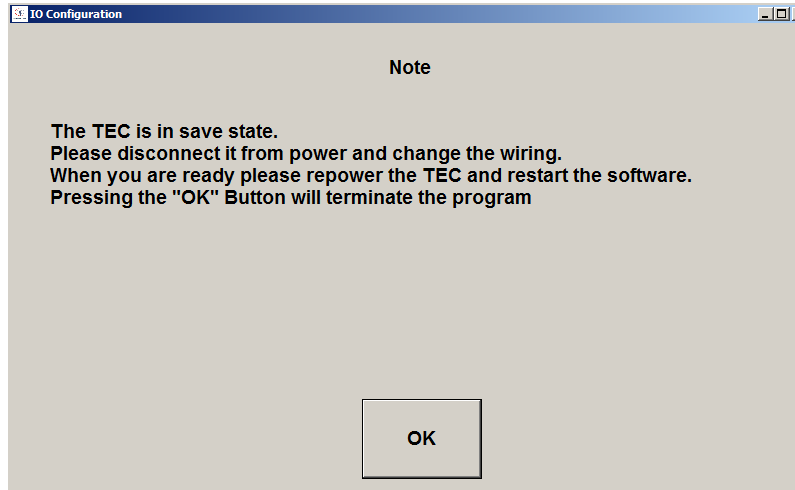 IO Configuration
Note
The TEC is in save state.
Please disconnect it from power and change the wiring.
When you are ready please repower the TEC and restart the software.
Pressing the "OK" Button will terminate the program
OK